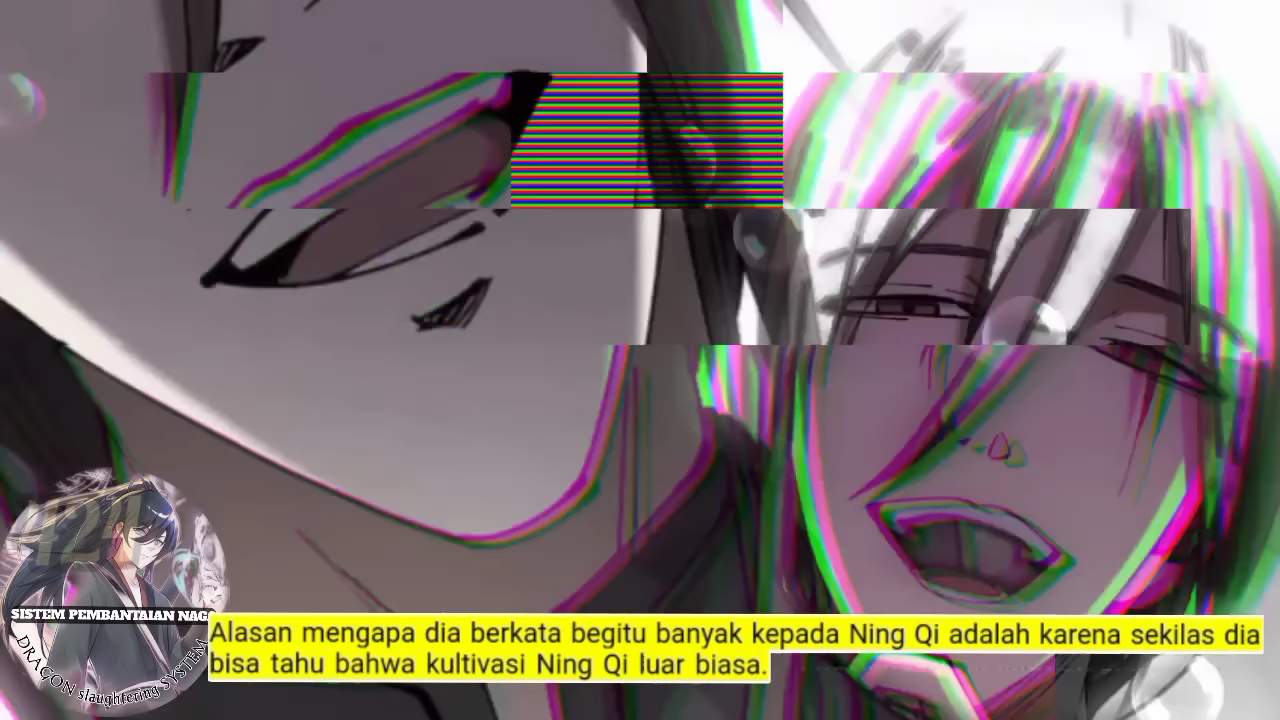 SISTEM PEMBANTAIAN NAG
DRAGON slaughtering SYSTEM
Alasan mengapa dia berkata begitu banyak kepada Ning Qi adalah karena sekilas dia
bisa tahu bahwa kultivasi Ning Qi luar biasa.